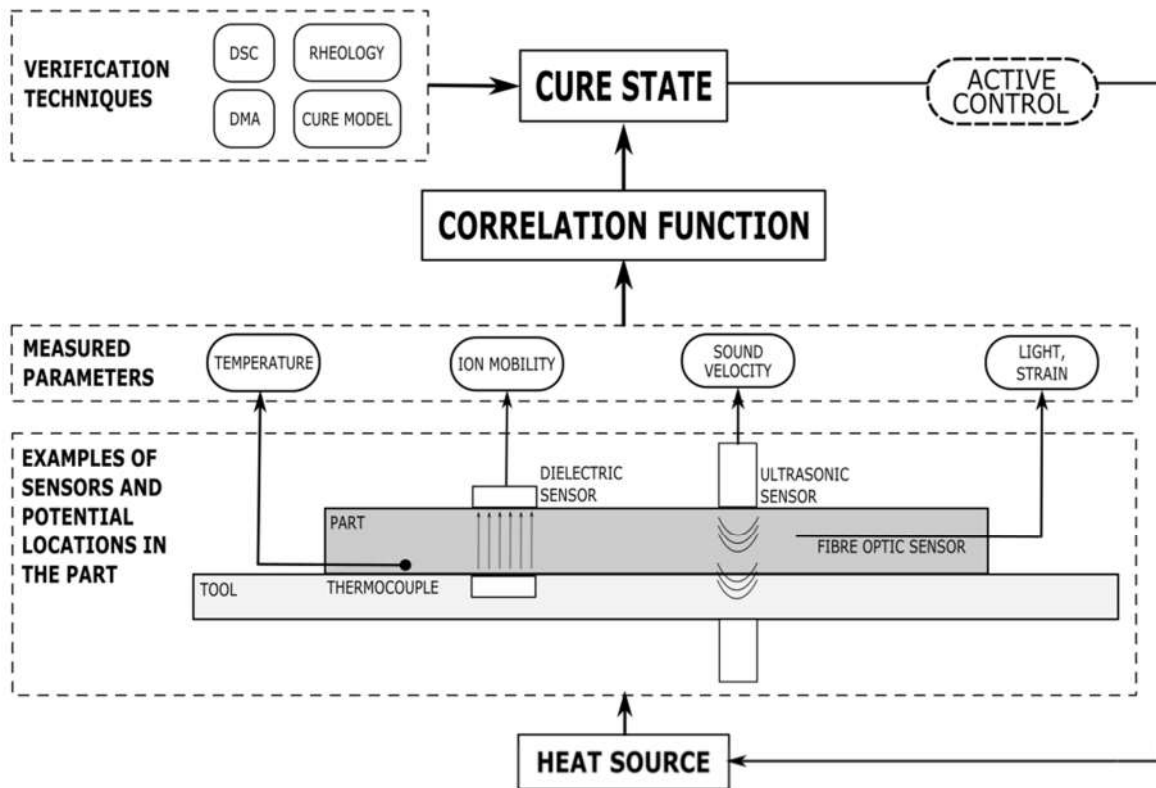 VERIFICATION
TECHNIQUES
DSC
RHEOLOGY
DMA
CURE MODEL
CURE STATE
ACTIVE
CONTROL
CORRELATION FUNCTION
MEASURED
PARAMETERS
TEMPERATURE
ION MOBILITY
SOUND
VELOCITY
LIGHT,
STRAIN
EXAMPLES OF
SENSORS AND
POTENTIAL
LOCATIONS IN
THE PART
DIELECTRIC
SENSOR
ULTRASONIC
SENSOR
PART
FIBRE OPTIC SENSOR
THERMOCOUPLE
TOOL
HEAT SOURCE